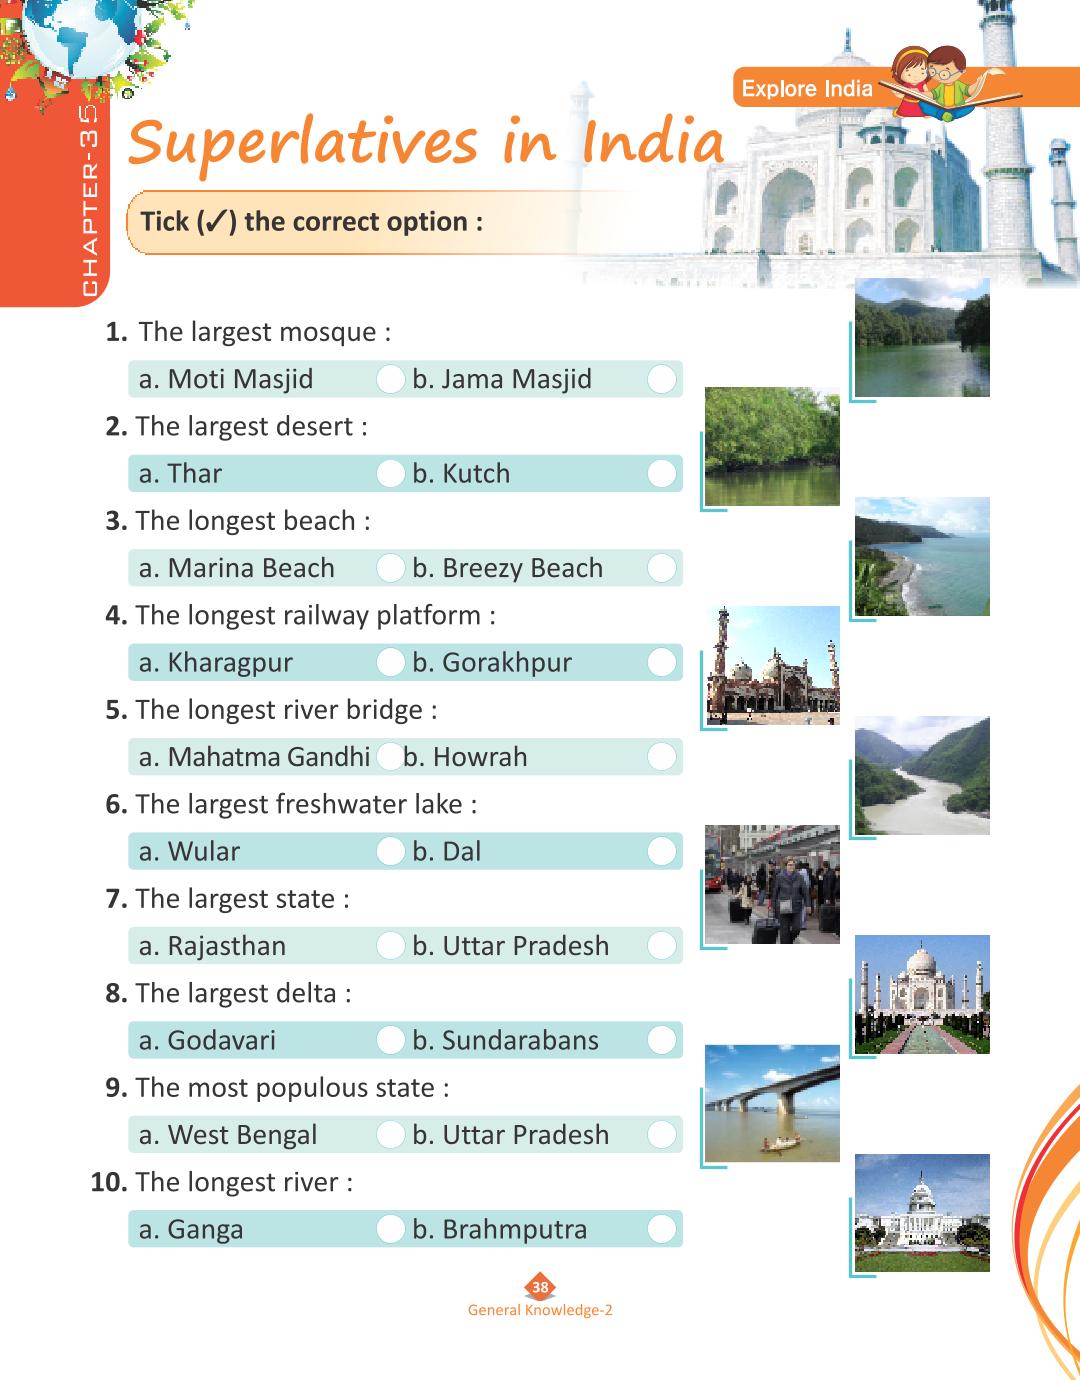 Explore India
CHAPTER-35
Superlatives in India
Tick (✓) the correct option :
1. The largest mosque :
a. Moti Masjid b. Jama Masjid
2. The largest desert :
a. Thar b. Kutch
3. The longest beach :
a. Marina Beach b. Breezy Beach
4. The longest railway platform :
a. Kharagpur b. Gorakhpur
5. The longest river bridge :
a. Mahatma Gandhi b. Howrah
6. The largest freshwater lake :
a. Wular b. Dal
7. The largest state :
a. Rajasthan b. Uttar Pradesh
8. The largest delta :
a. Godavari b. Sundarabans
9. The most populous state :
a. West Bengal b. Uttar Pradesh
10. The longest river :
a. Ganga b. Brahmputra
38
General Knowledge-2